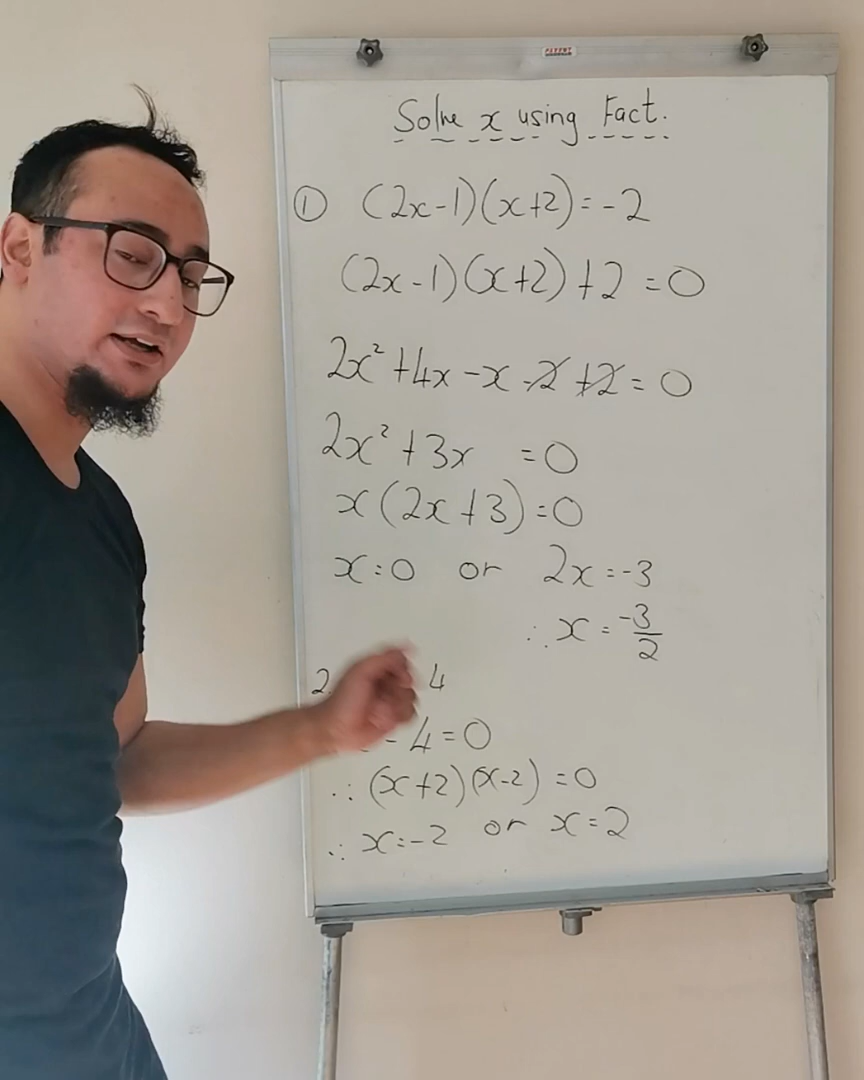 Solve x using Fact.
① (2x-1)(x+2)=-2
(2x-1)(x+2)+2=0
2x²+4x-x-2+2=0
2x²+3x =0
x(2x+3)=0
x=0 or 2x=-3
∴x=-3/2
2. 4
-4=0
∴(x+2)(x-2)=0
∴x=-2 or x=2